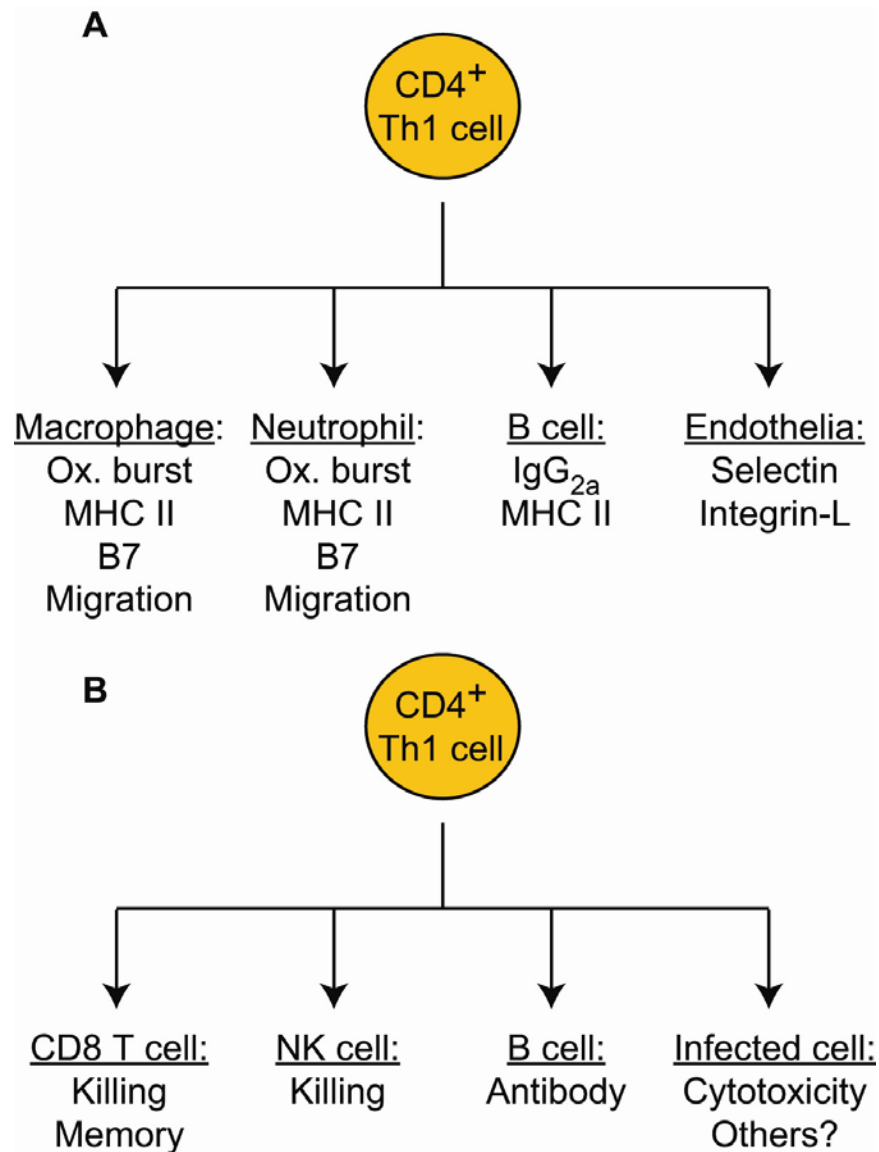 A
CD4+
Th1 cell
Macrophage: Neutrophil: B cell: Endothelia:
Ox. burst Ox. burst IgG2a Selectin
MHC II MHC II MHC II Integrin-L
B7 B7
Migration Migration
B
CD4+
Th1 cell
CD8 T cell: NK cell: B cell: Infected cell:
Killing Killing Antibody Cytotoxicity
Memory Others?